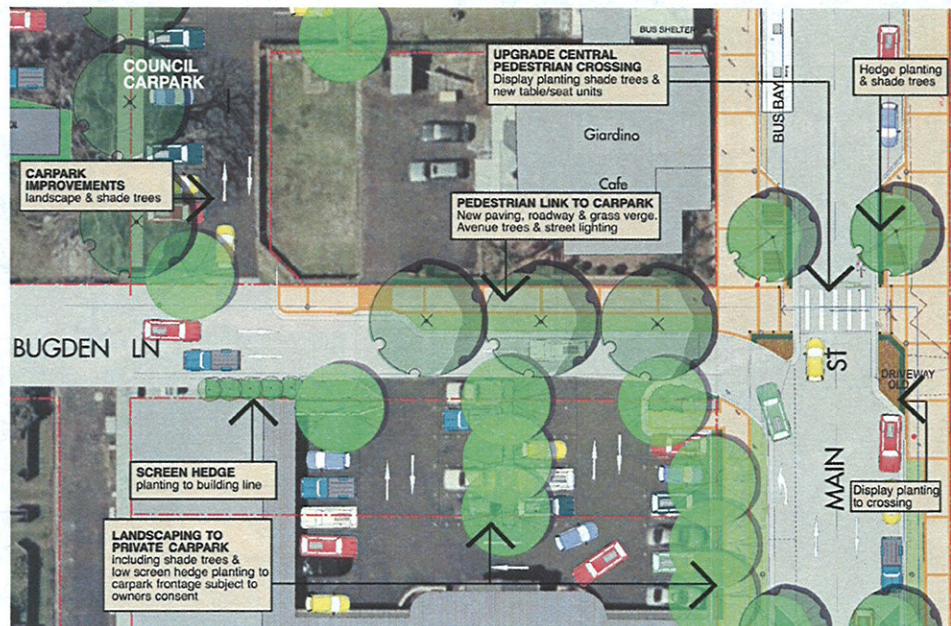 COUNCIL
CARPARK
BUS SHELTER
UPGRADE CENTRAL
PEDESTRIAN CROSSING
Display planting shade trees &
new table/seat units
Hedge planting
& shade trees
BUS BAY
Giardino
Cafe
CARPARK
IMPROVEMENTS
landscape & shade trees
PEDESTRIAN LINK TO CARPARK
New paving, roadway & grass verge.
Avenue trees & street lighting
BUGDEN LN
MAIN ST
DRIVEWAY
OLD
SCREEN HEDGE
planting to building line
Display planting
to crossing
LANDSCAPING TO
PRIVATE CARPARK
including shade trees &
low screen hedge planting to
carpark frontage subject to
owners consent